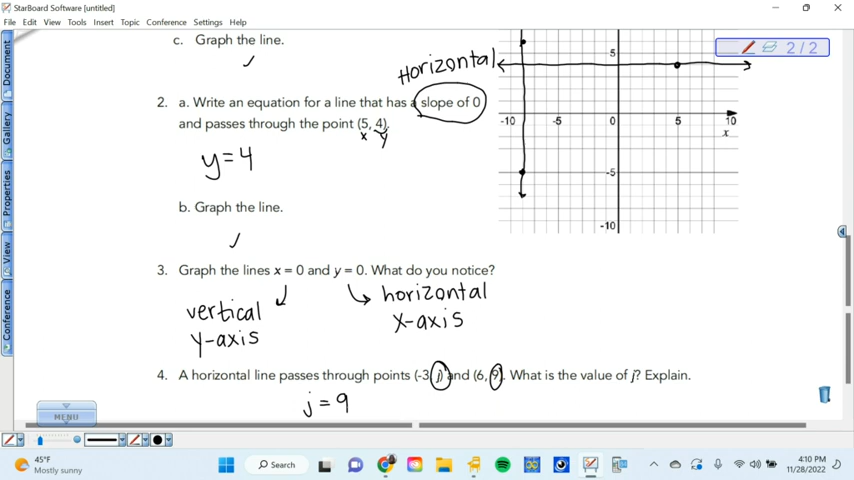 StarBoard Software [untitled]
File Edit View Tools Insert Topic Conference Settings Help
Document
Gallery
Properties
View
Conference
2/2
c. Graph the line.
Horizontal
2. a. Write an equation for a line that has a slope of 0
and passes through the point (5, 4).
x y
y = 4
b. Graph the line.
5
-10 -5 0 5 10
x
-5
-10
3. Graph the lines x = 0 and y = 0. What do you notice?
vertical
y-axis
horizontal
x-axis
4. A horizontal line passes through points (-3, j) and (6, 9). What is the value of j? Explain.
j = 9
MENU
45°F
Mostly sunny
Search
4:10 PM
11/28/2022